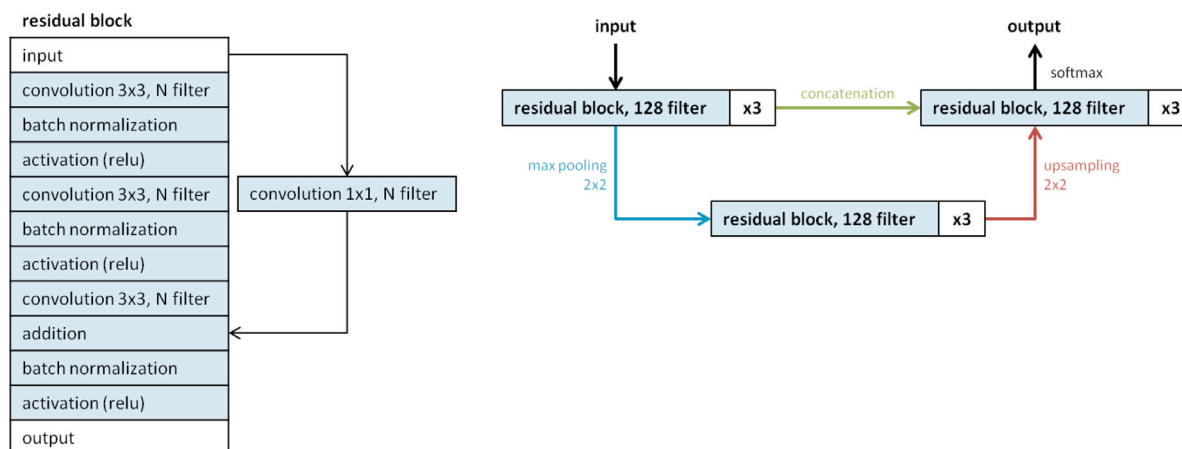 residual block
input
convolution 3x3, N filter
batch normalization
activation (relu)
convolution 3x3, N filter
batch normalization
activation (relu)
convolution 3x3, N filter
addition
batch normalization
activation (relu)
output
convolution 1x1, N filter
input
output
softmax
residual block, 128 filter x3
concatenation
residual block, 128 filter x3
max pooling
2x2
upsampling
2x2
residual block, 128 filter x3